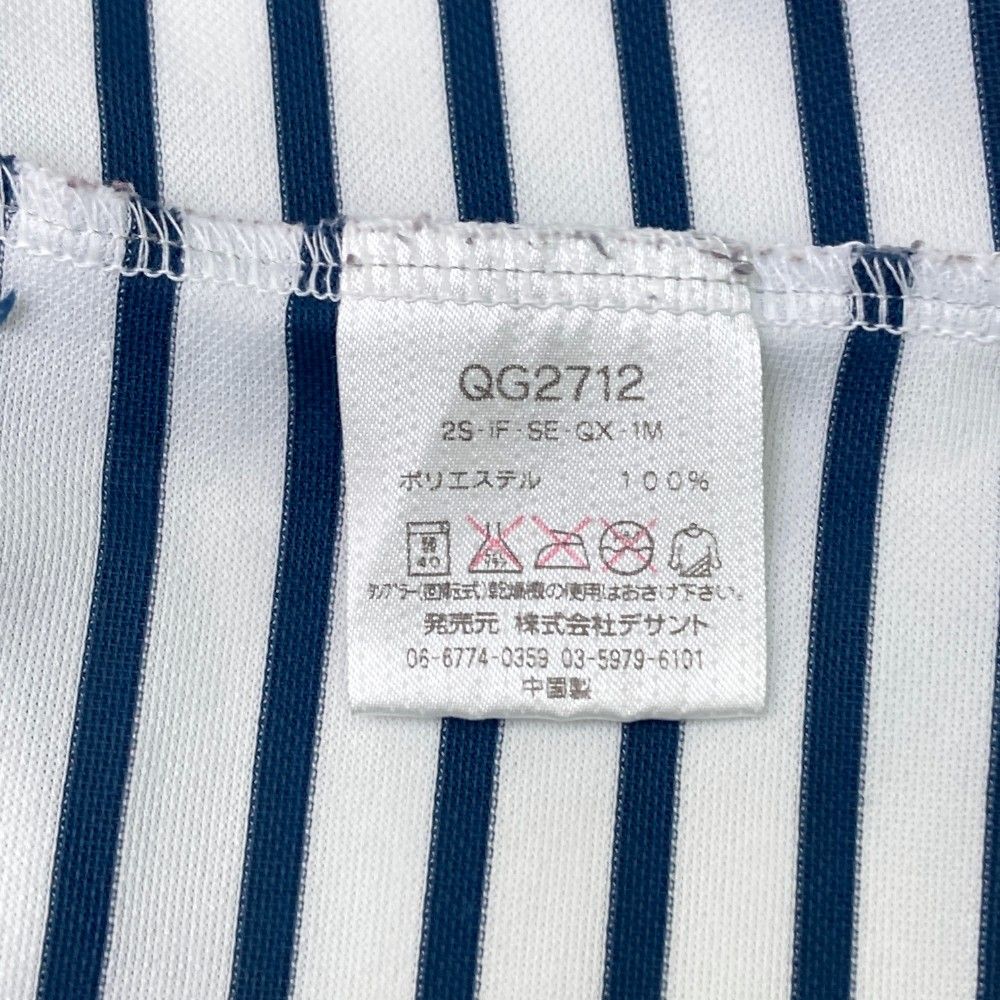 QG2712
2S-IF-SE-QX-1M
ポリエステル 100%
弱
40
タンブラー(回転式)乾燥機の使用はおさけ下さい。
発売元 株式会社デサント
06-6774-0359 03-5979-6101
中国製